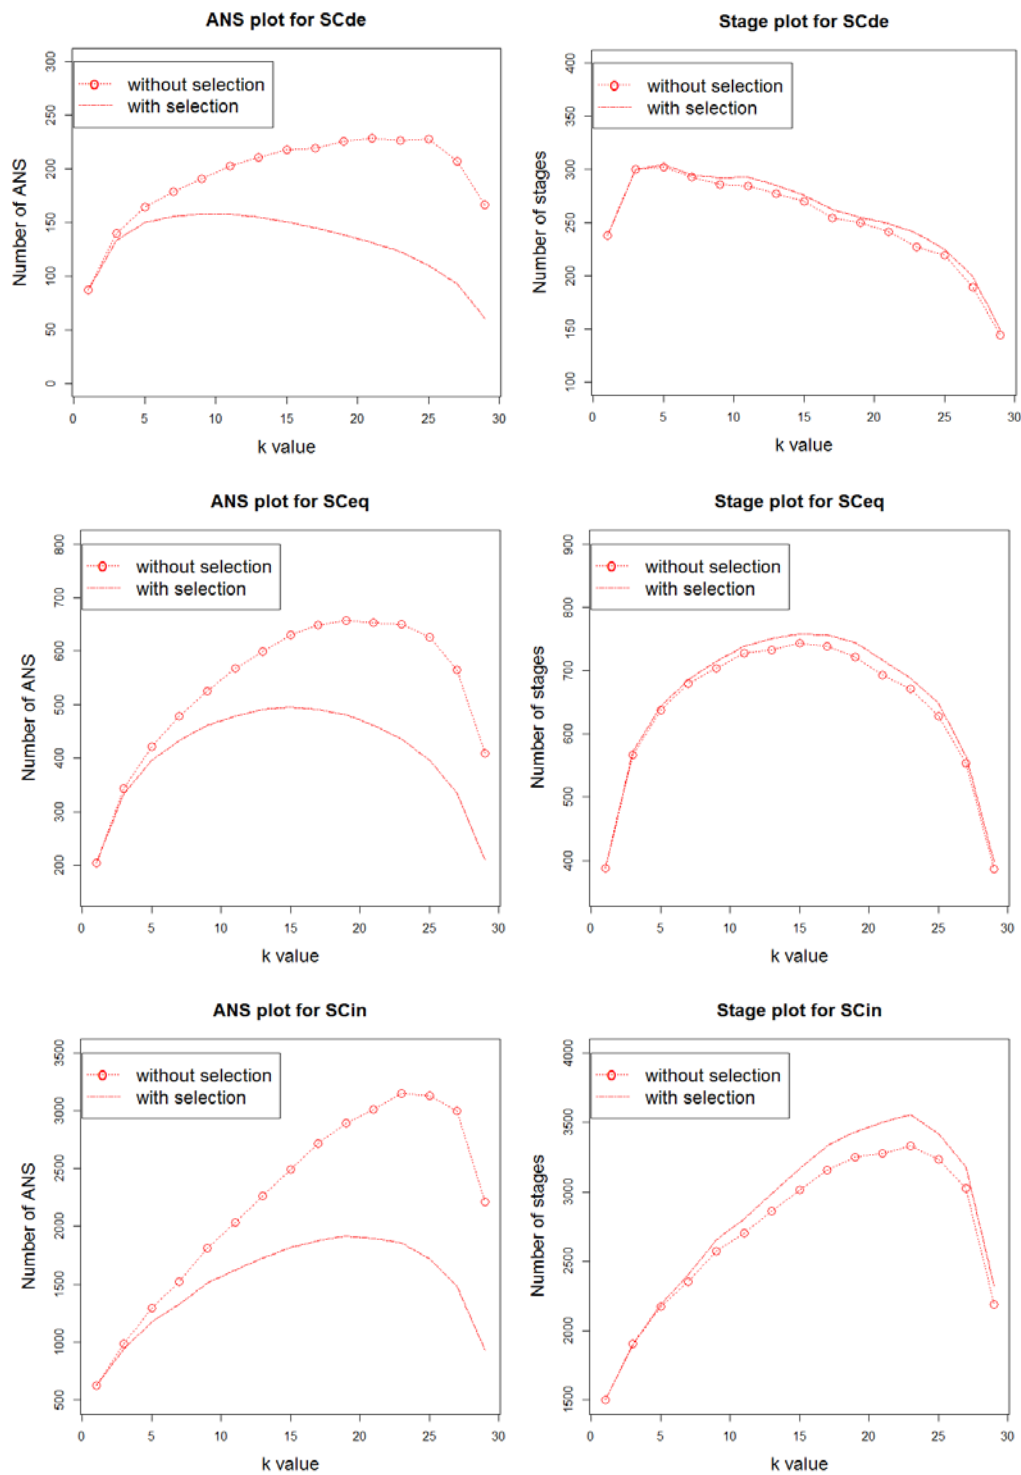 ANS plot for SCde
Number of ANS
300
250
200
150
100
50
0
without selection
with selection
0 5 10 15 20 25 30
k value
Stage plot for SCde
Number of stages
400
350
300
250
200
150
100
without selection
with selection
0 5 10 15 20 25 30
k value
ANS plot for SCeq
Number of ANS
800
700
600
500
400
300
200
without selection
with selection
0 5 10 15 20 25 30
k value
Stage plot for SCeq
Number of stages
900
800
700
600
500
400
without selection
with selection
0 5 10 15 20 25 30
k value
ANS plot for SCin
Number of ANS
3500
3000
2500
2000
1500
1000
500
without selection
with selection
0 5 10 15 20 25 30
k value
Stage plot for SCin
Number of stages
4000
3500
3000
2500
2000
1500
without selection
with selection
0 5 10 15 20 25 30
k value